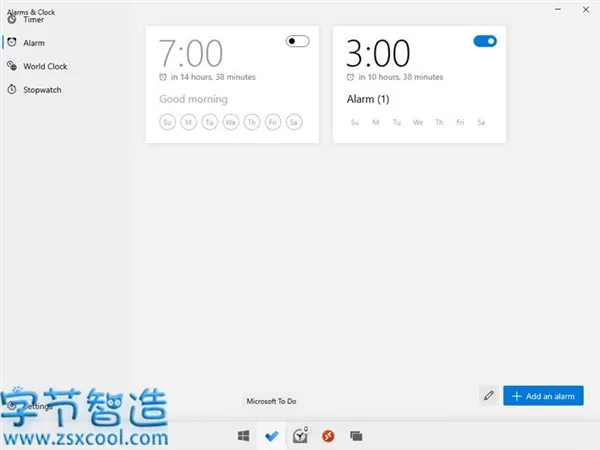 Alarms & Clock
Timer
Alarm
World Clock
Stopwatch
7:00
in 14 hours, 38 minutes
Good morning
Su M Tu We Th Fr Sa
3:00
in 10 hours, 38 minutes
Alarm (1)
Su M Tu We Th Fr Sa
Settings
Microsoft To Do
Add an alarm
字节智造
www.zsxcool.com